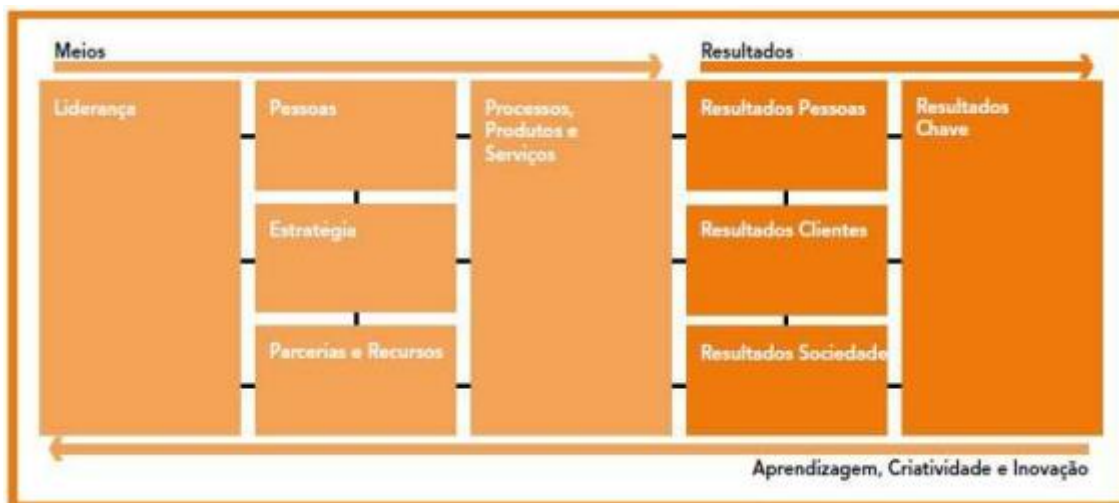 Meios
Resultados
Liderança
Pessoas
Processos,
Produtos e
Serviços
Resultados Pessoas
Resultados
Chave
Estratégia
Resultados Clientes
Parcerias e Recursos
Resultados Sociedade
Aprendizagem, Criatividade e Inovação